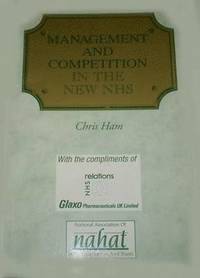 MANAGEMENT
AND
COMPETITION
IN THE
NEW NHS
Chris Ham
With the compliments of
NHS relations
Glaxo Pharmaceuticals UK Limited
National Association Of
nahat